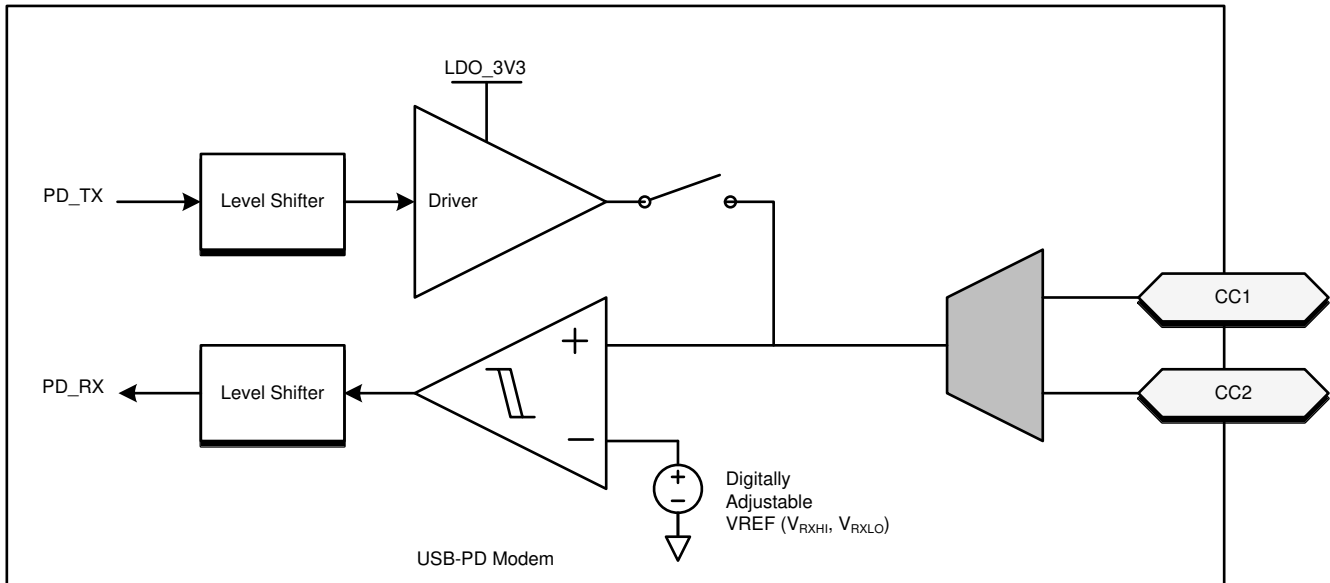 LDO_3V3
PD_TX
Level Shifter
Driver
CC1
PD_RX
Level Shifter
+
−
CC2
+
−
Digitally
Adjustable
VREF (VRXHI, VRXLO)
USB-PD Modem